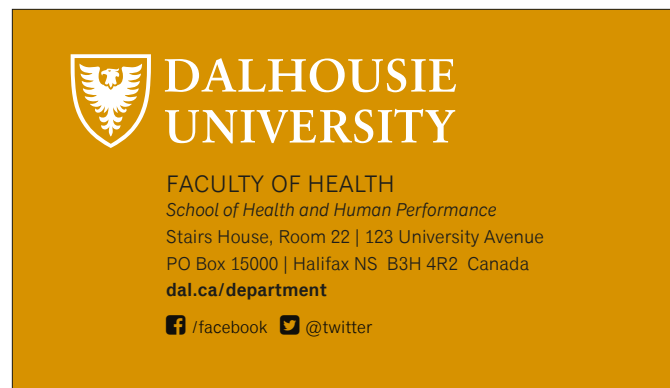 DALHOUSIE
UNIVERSITY
FACULTY OF HEALTH
School of Health and Human Performance
Stairs House, Room 22 | 123 University Avenue
PO Box 15000 | Halifax NS  B3H 4R2  Canada
dal.ca/department
/facebook @twitter